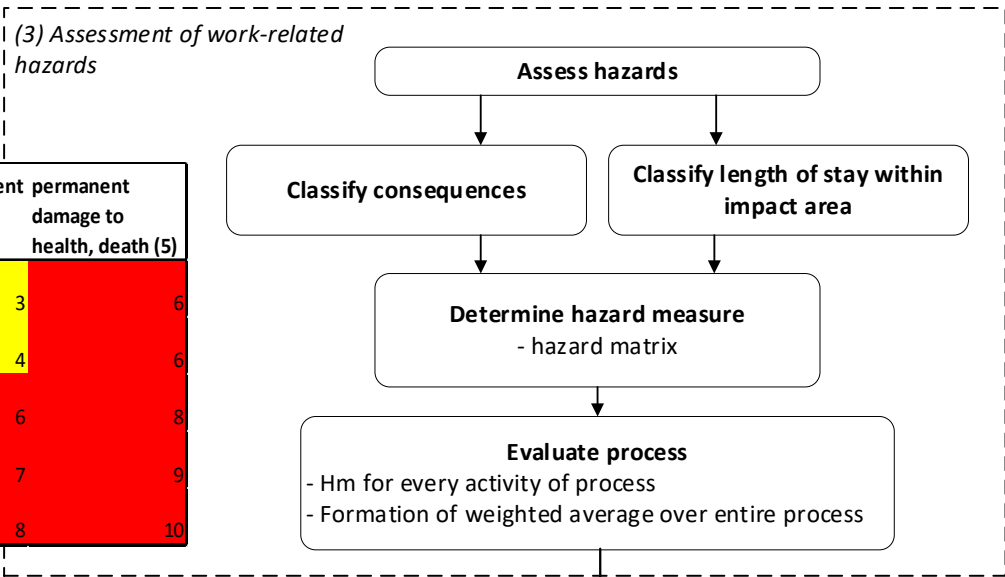 (3) Assessment of work-related
hazards
Assess hazards
Classify consequences
Classify length of stay within
impact area
ent permanent
damage to
health, death (5)
3 6
4 6
6 8
7 9
8 10
Determine hazard measure
- hazard matrix
Evaluate process
- Hm for every activity of process
- Formation of weighted average over entire process